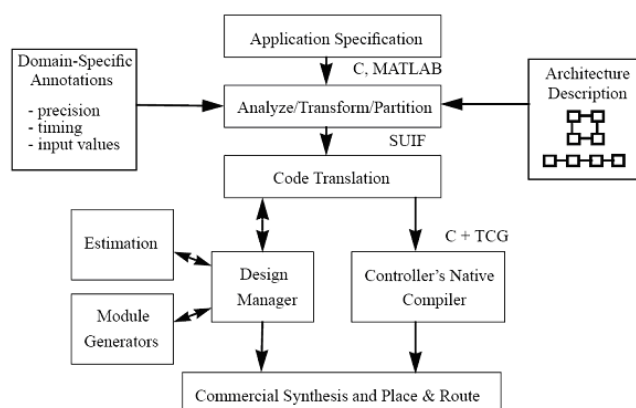 Application Specification
C, MATLAB
Domain-Specific
Annotations
- precision
- timing
- input values
Analyze/Transform/Partition
Architecture
Description
SUIF
Code Translation
C + TCG
Estimation
Design
Manager
Controller's Native
Compiler
Module
Generators
Commercial Synthesis and Place & Route